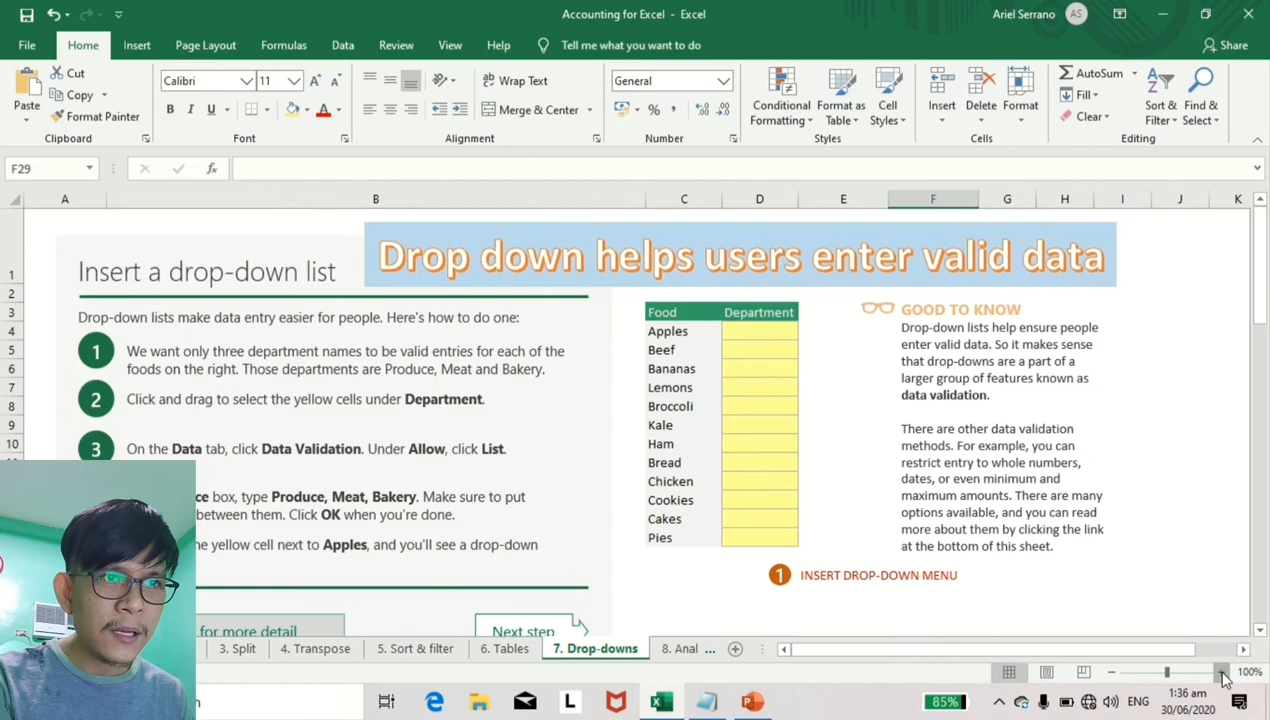 Accounting for Excel - Excel
Ariel Serrano AS
File Home Insert Page Layout Formulas Data Review View Help Tell me what you want to do Share
Paste
Cut
Copy
Format Painter
Clipboard
Calibri 11
B I U
Font
Wrap Text
Merge & Center
Alignment
General
%
Number
Conditional Formatting
Format as Table
Cell Styles
Styles
Insert Delete Format
Cells
AutoSum
Fill
Clear
Sort & Filter
Find & Select
Editing
F29
fx
A B C D E F G H I J K
1
2
3
4
5
6
7
8
9
10
Drop down helps users enter valid data
Insert a drop-down list
Drop-down lists make data entry easier for people. Here's how to do one:
1
We want only three department names to be valid entries for each of the
foods on the right. Those departments are Produce, Meat and Bakery.
2
Click and drag to select the yellow cells under Department.
3
On the Data tab, click Data Validation. Under Allow, click List.
ce box, type Produce, Meat, Bakery. Make sure to put
between them. Click OK when you're done.
he yellow cell next to Apples, and you'll see a drop-down
for more detail
Next step
Food Department
Apples
Beef
Bananas
Lemons
Broccoli
Kale
Ham
Bread
Chicken
Cookies
Cakes
Pies
1 INSERT DROP-DOWN MENU
GOOD TO KNOW
Drop-down lists help ensure people
enter valid data. So it makes sense
that drop-downs are a part of a
larger group of features known as
data validation.
There are other data validation
methods. For example, you can
restrict entry to whole numbers,
dates, or even minimum and
maximum amounts. There are many
options available, and you can read
more about them by clicking the link
at the bottom of this sheet.
3. Split 4. Transpose 5. Sort & filter 6. Tables 7. Drop-downs 8. Anal ...
100%
L
85%
ENG
1:36 am
30/06/2020